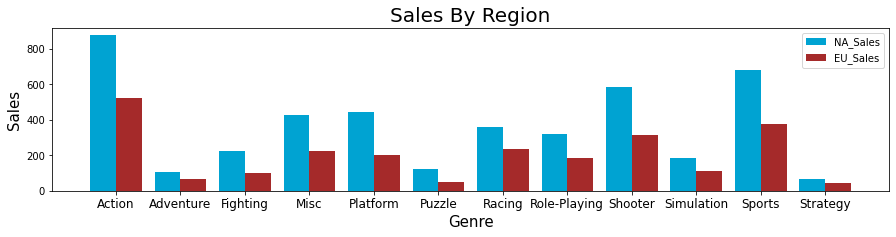 Sales By Region
NA_Sales
EU_Sales
Sales
800
600
400
200
0
Action Adventure Fighting Misc Platform Puzzle Racing Role-Playing Shooter Simulation Sports Strategy
Genre